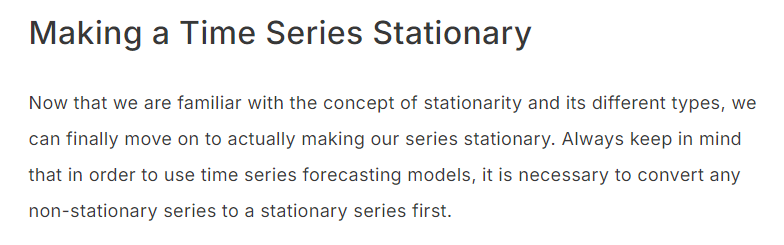 Making a Time Series Stationary
Now that we are familiar with the concept of stationarity and its different types, we
can finally move on to actually making our series stationary. Always keep in mind
that in order to use time series forecasting models, it is necessary to convert any
non-stationary series to a stationary series first.